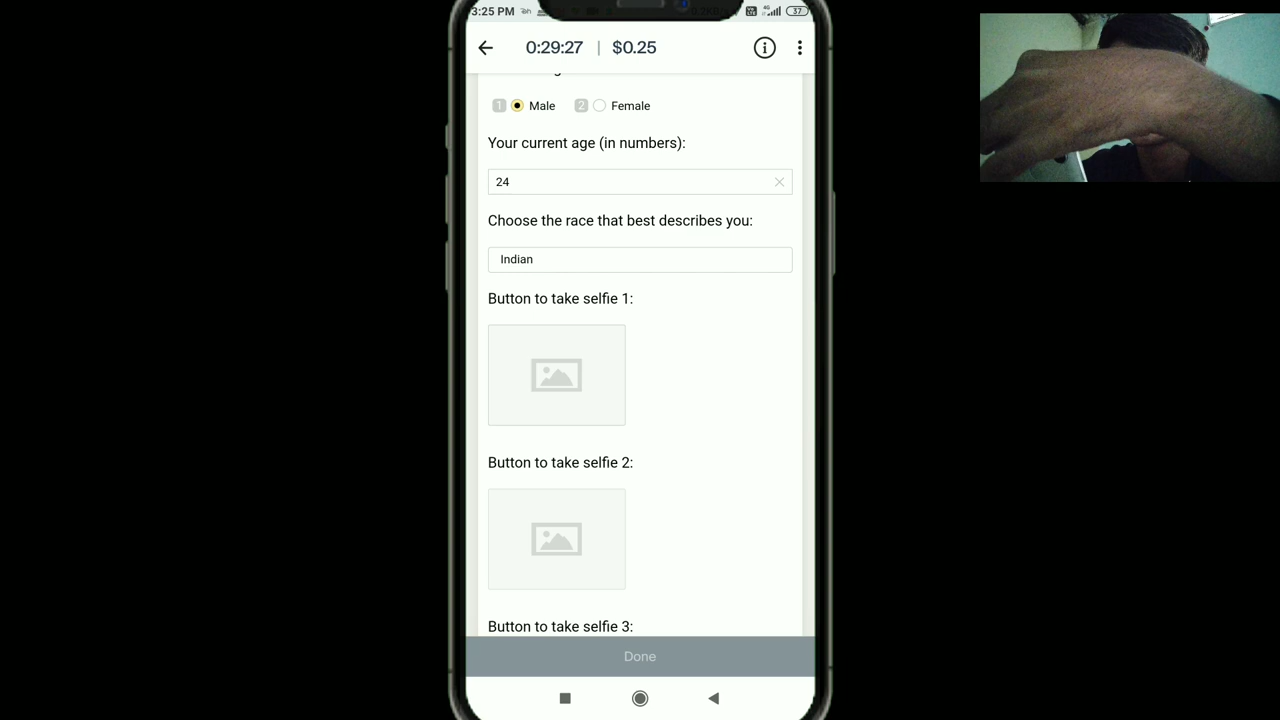 3:25 PM
37
0:29:27 | $0.25
1 Male 2 Female
Your current age (in numbers):
24
Choose the race that best describes you:
Indian
Button to take selfie 1:
Button to take selfie 2:
Button to take selfie 3:
Done